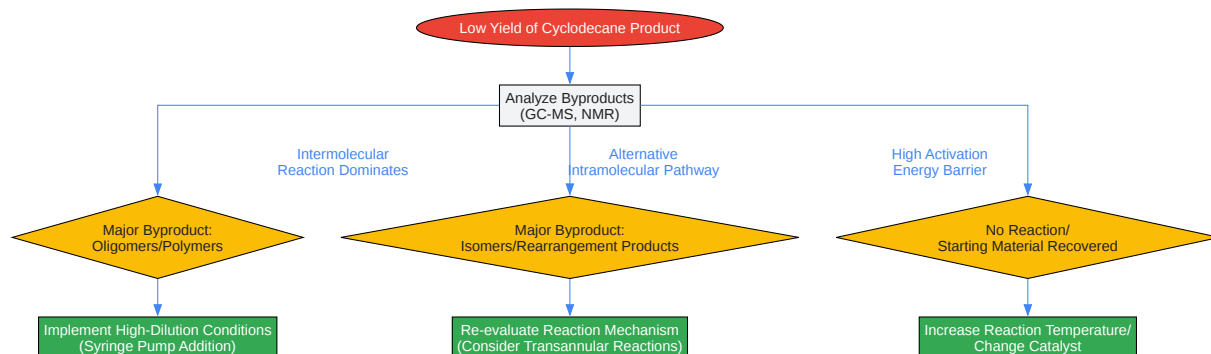 Low Yield of Cyclodecane Product
Analyze Byproducts
(GC-MS, NMR)
Intermolecular
Reaction Dominates
Alternative
Intramolecular Pathway
High Activation
Energy Barrier
Major Byproduct:
Oligomers/Polymers
Major Byproduct:
Isomers/Rearrangement Products
No Reaction/
Starting Material Recovered
Implement High-Dilution Conditions
(Syringe Pump Addition)
Re-evaluate Reaction Mechanism
(Consider Transannular Reactions)
Increase Reaction Temperature/
Change Catalyst